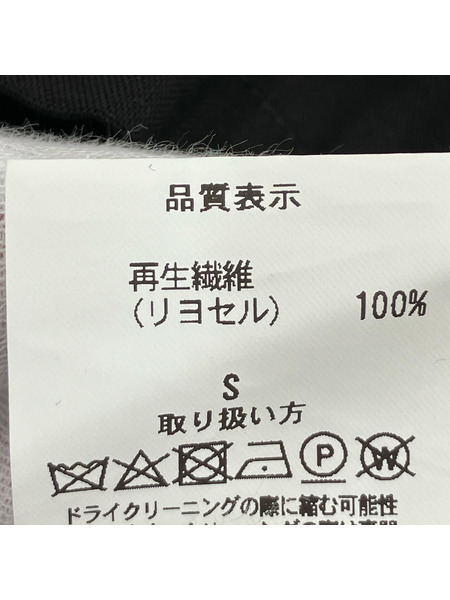 品質表示
再生繊維
(リヨセル) 100%
S
取り扱い方
P W
ドライクリーニングの際に縮む可能性